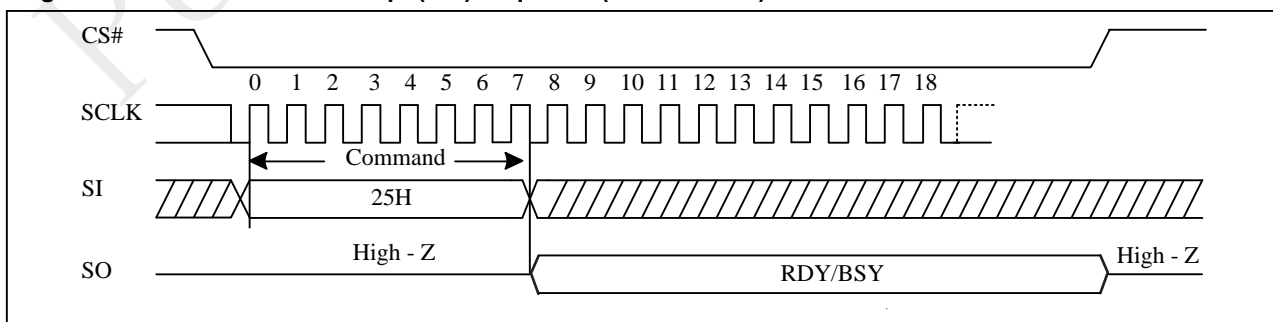 CS#
0 1 2 3 4 5 6 7 8 9 10 11 12 13 14 15 16 17 18
SCLK
Command
SI
25H
High - Z
High - Z
SO
RDY/BSY